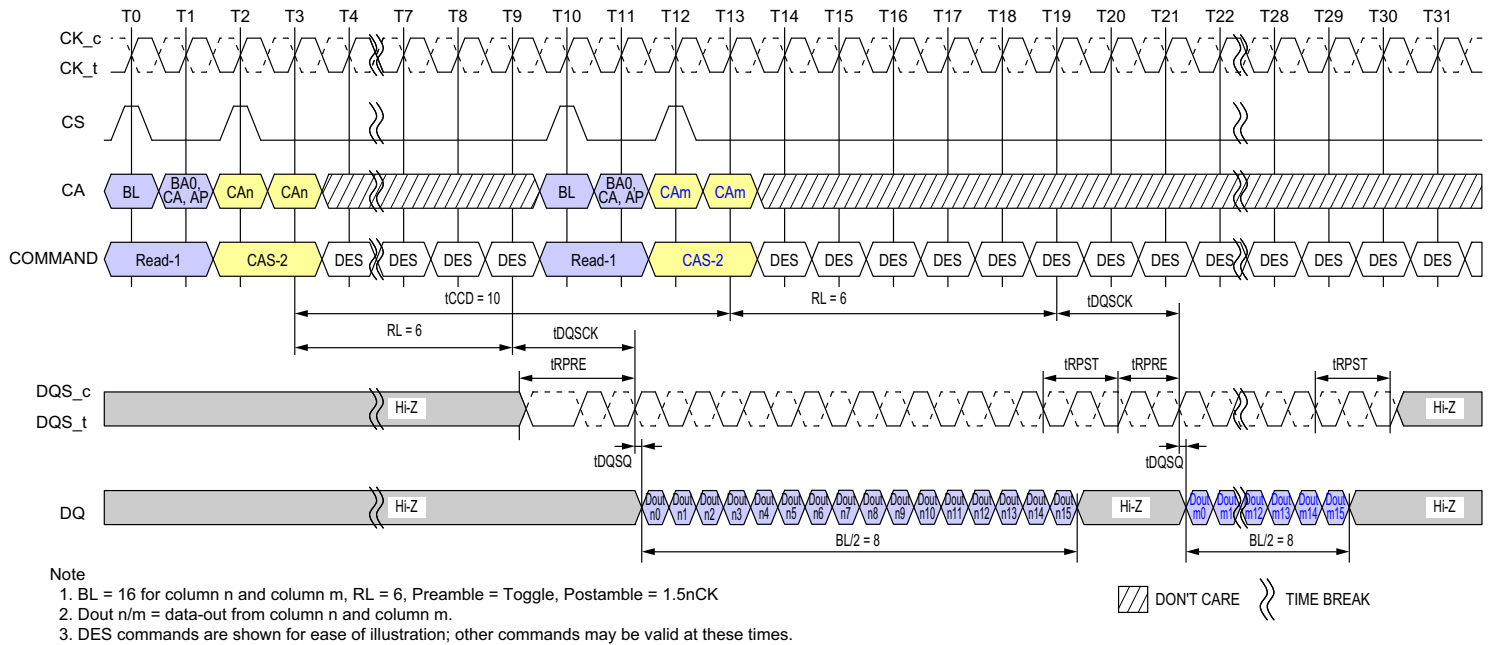 T0 T1 T2 T3 T4 T7 T8 T9 T10 T11 T12 T13 T14 T15 T16 T17 T18 T19 T20 T21 T22 T28 T29 T30 T31
CK_c
CK_t
CS
CA BL BA0, CA, AP CAn CAn BL BA0, CA, AP CAm CAm
COMMAND Read-1 CAS-2 DES DES DES DES Read-1 CAS-2 DES DES DES DES DES DES DES DES DES DES DES DES DES
tCCD = 10 RL = 6 tDQSCK
RL = 6 tDQSCK
tRPRE tRPST tRPRE tRPST
DQS_c
DQS_t
Hi-Z Hi-Z
tDQSQ tDQSQ
DQ Hi-Z Dout n0 Dout n1 Dout n2 Dout n3 Dout n4 Dout n5 Dout n6 Dout n7 Dout n8 Dout n9 Dout n10 Dout n11 Dout n12 Dout n13 Dout n14 Dout n15 Hi-Z Dout m0 Dout m1 Dout m12 Dout m13 Dout m14 Dout m15 Hi-Z
BL/2 = 8 BL/2 = 8
Note
1. BL = 16 for column n and column m, RL = 6, Preamble = Toggle, Postamble = 1.5nCK
2. Dout n/m = data-out from column n and column m.
3. DES commands are shown for ease of illustration; other commands may be valid at these times.
DON'T CARE TIME BREAK